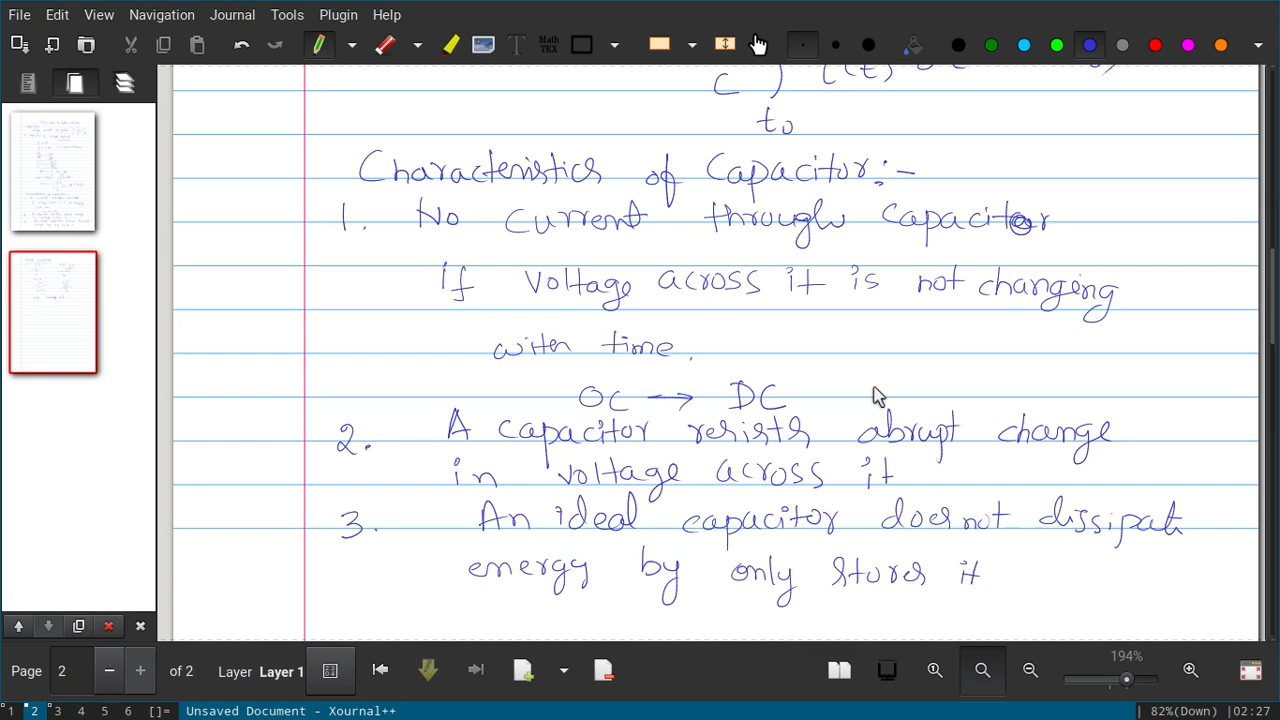 File Edit View Navigation Journal Tools Plugin Help
Math TEX
C ) i(t)
to
Characteristics of Capacitor:-
1. No Current through Capacitor
if voltage across it is not changing
with time.
OC → DC
2. A capacitor resists abrupt change
in voltage across it
3. An ideal capacitor does not dissipate
energy by only stores it
Page 2 of 2 Layer Layer 1 194%
1 2 3 4 5 6 []= Unsaved Document - Xournal++ 82%(Down) 02:27